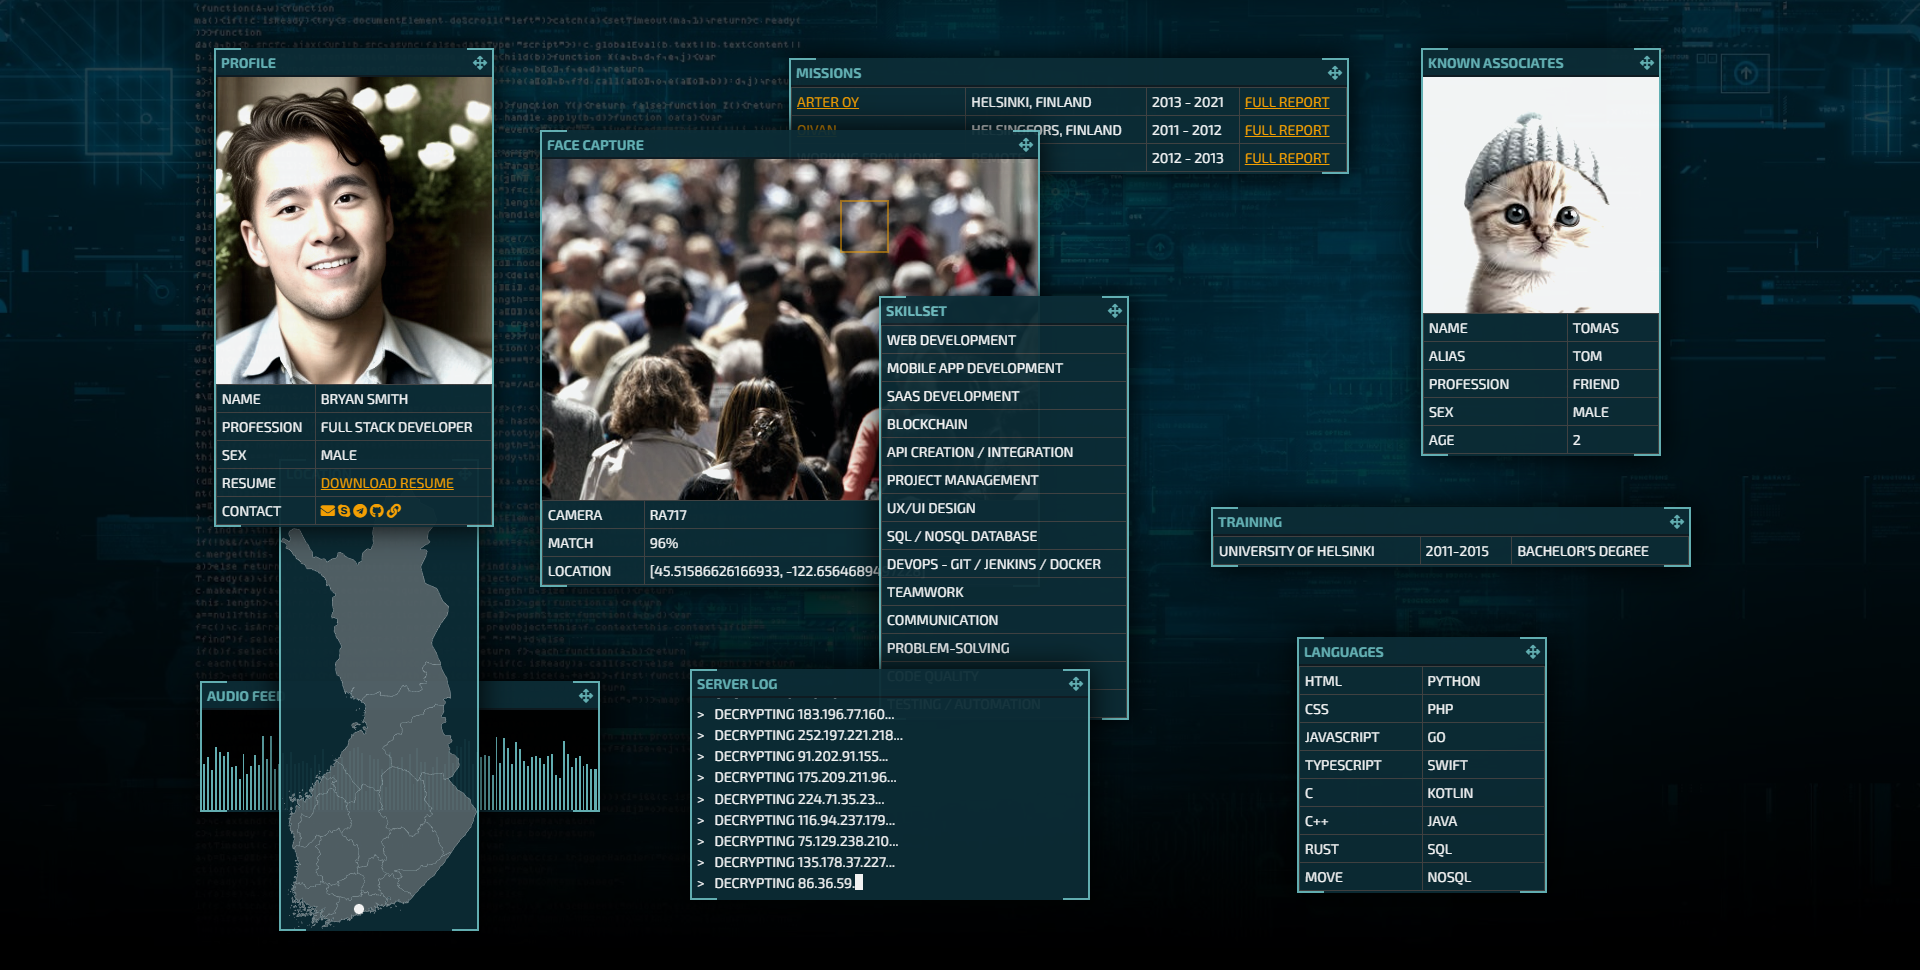 PROFILE
NAME BRYAN SMITH
PROFESSION FULL STACK DEVELOPER
SEX MALE
RESUME DOWNLOAD RESUME
CONTACT
MISSIONS
ARTER OY HELSINKI, FINLAND 2013 - 2021 FULL REPORT
OIVAN HELSINGFORS, FINLAND 2011 - 2012 FULL REPORT
2012 - 2013 FULL REPORT
FACE CAPTURE
CAMERA RA717
MATCH 96%
LOCATION [45.51586626166933, -122.65646894
SKILLSET
WEB DEVELOPMENT
MOBILE APP DEVELOPMENT
SAAS DEVELOPMENT
BLOCKCHAIN
API CREATION / INTEGRATION
PROJECT MANAGEMENT
UX/UI DESIGN
SQL / NOSQL DATABASE
DEVOPS - GIT / JENKINS / DOCKER
TEAMWORK
COMMUNICATION
PROBLEM-SOLVING
CODE QUALITY
TESTING / AUTOMATION
KNOWN ASSOCIATES
NAME TOMAS
ALIAS TOM
PROFESSION FRIEND
SEX MALE
AGE 2
TRAINING
UNIVERSITY OF HELSINKI 2011-2015 BACHELOR'S DEGREE
AUDIO FEE
SERVER LOG
> DECRYPTING 183.196.77.160...
> DECRYPTING 252.197.221.218...
> DECRYPTING 91.202.91.155...
> DECRYPTING 175.209.211.96...
> DECRYPTING 224.71.35.23...
> DECRYPTING 116.94.237.179...
> DECRYPTING 75.129.238.210...
> DECRYPTING 135.178.37.227...
> DECRYPTING 86.36.59.
LANGUAGES
HTML PYTHON
CSS PHP
JAVASCRIPT GO
TYPESCRIPT SWIFT
C KOTLIN
C++ JAVA
RUST SQL
MOVE NOSQL